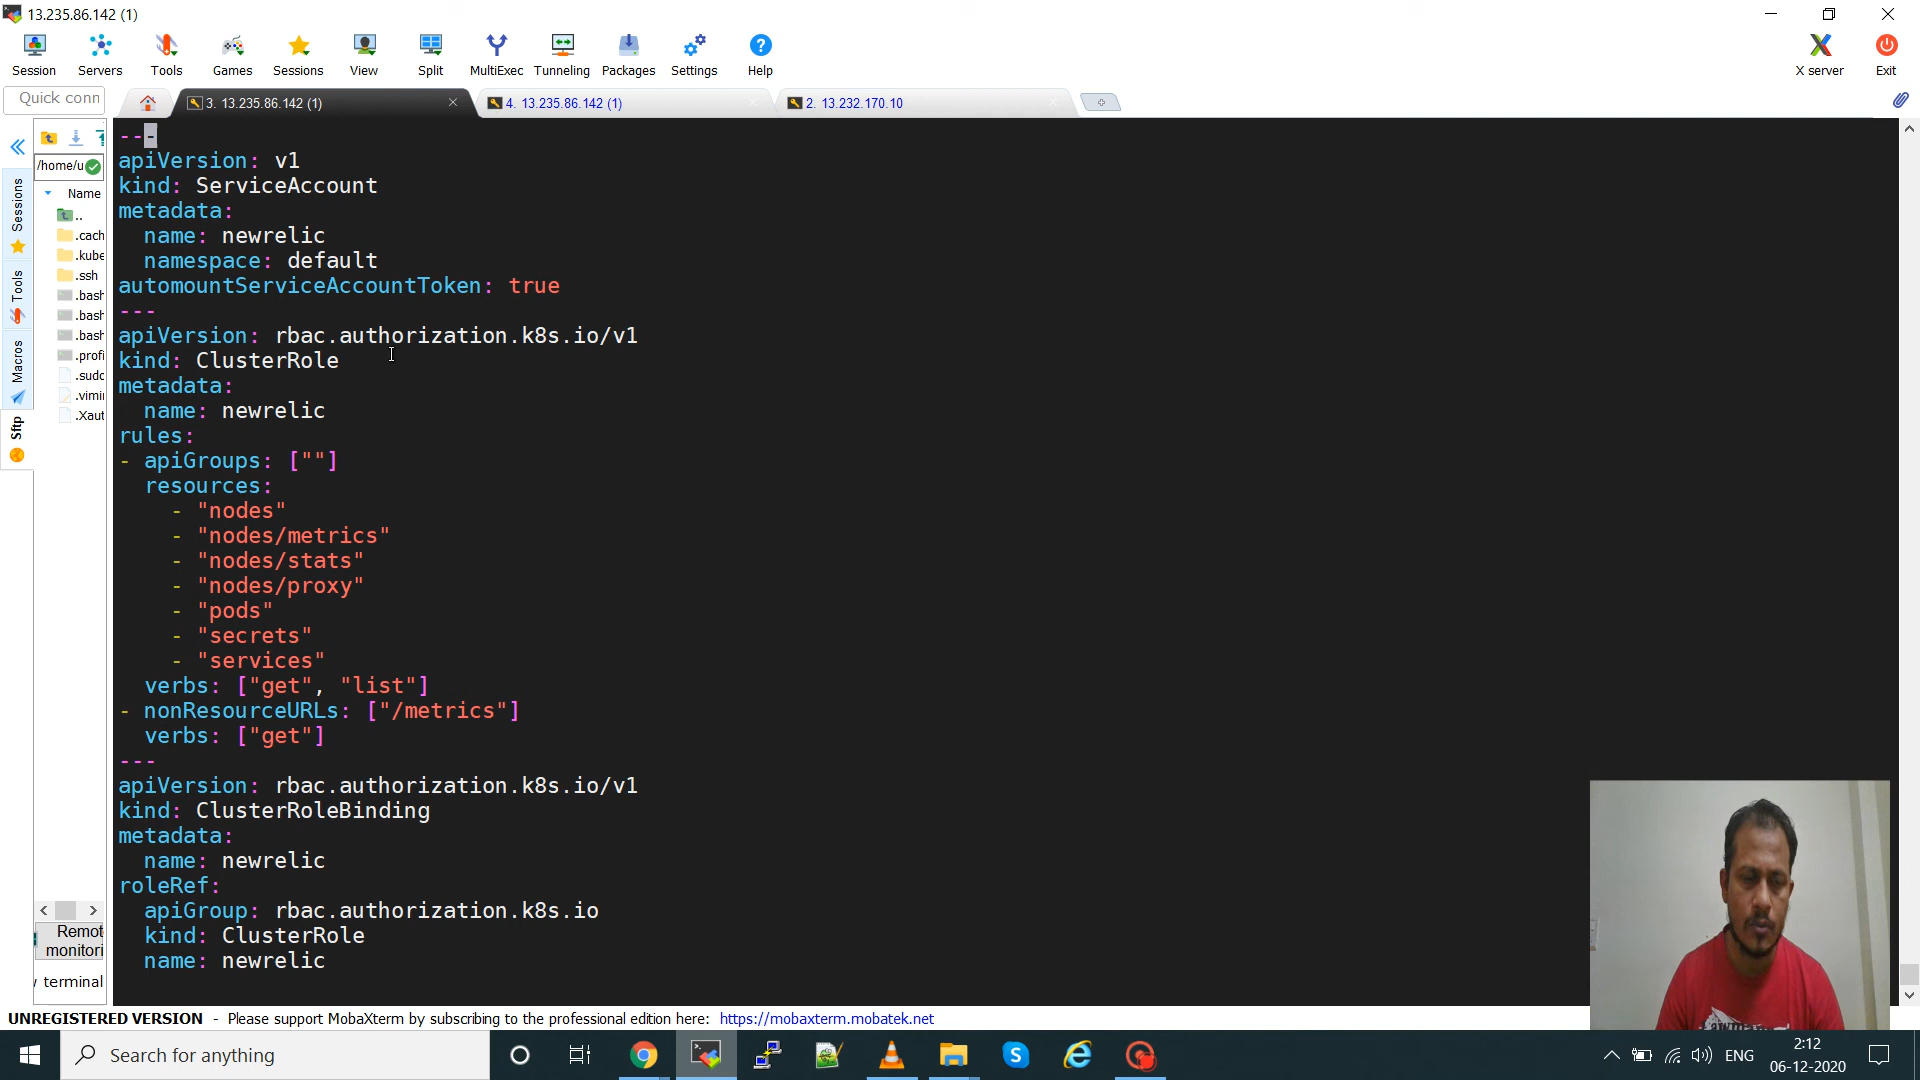 13.235.86.142 (1)
Session Servers Tools Games Sessions View Split MultiExec Tunneling Packages Settings Help X server Exit
Quick conn
3. 13.235.86.142 (1) 4. 13.235.86.142 (1) 2. 13.232.170.10
/home/u
Name
..
.cach
.kube
.ssh
.bash
.bash
.bash
.profi
.sudo
.vimi
.Xaut
Sessions
Tools
Macros
Sftp
Remot
monitori
terminal
---
apiVersion: v1
kind: ServiceAccount
metadata:
  name: newrelic
  namespace: default
automountServiceAccountToken: true
---
apiVersion: rbac.authorization.k8s.io/v1
kind: ClusterRole
metadata:
  name: newrelic
rules:
- apiGroups: [""]
  resources:
    - "nodes"
    - "nodes/metrics"
    - "nodes/stats"
    - "nodes/proxy"
    - "pods"
    - "secrets"
    - "services"
  verbs: ["get", "list"]
- nonResourceURLs: ["/metrics"]
  verbs: ["get"]
---
apiVersion: rbac.authorization.k8s.io/v1
kind: ClusterRoleBinding
metadata:
  name: newrelic
roleRef:
  apiGroup: rbac.authorization.k8s.io
  kind: ClusterRole
  name: newrelic
UNREGISTERED VERSION - Please support MobaXterm by subscribing to the professional edition here: https://mobaxterm.mobatek.net
Search for anything
ENG
2:12
06-12-2020